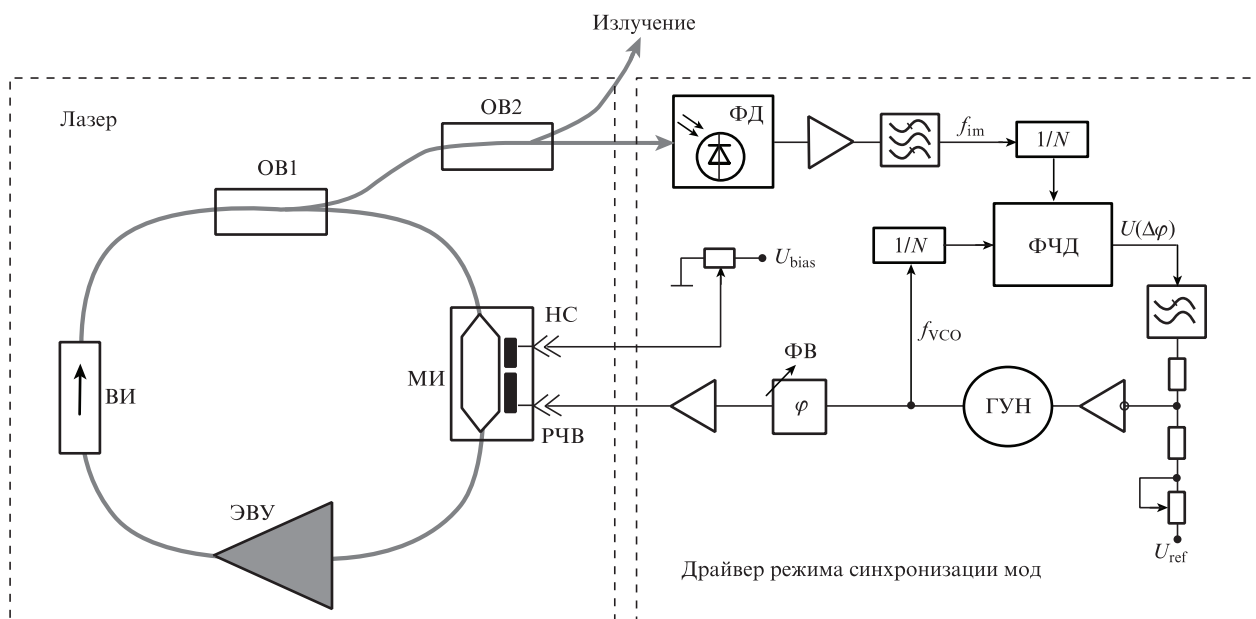 Излучение
Лазер
ОВ2
ФД
f_im
1/N
ОВ1
1/N
ФЧД
U(Δφ)
U_bias
НС
f_VCO
МИ
ФВ
ВИ
φ
ГУН
РЧВ
ЭВУ
U_ref
Драйвер режима синхронизации мод